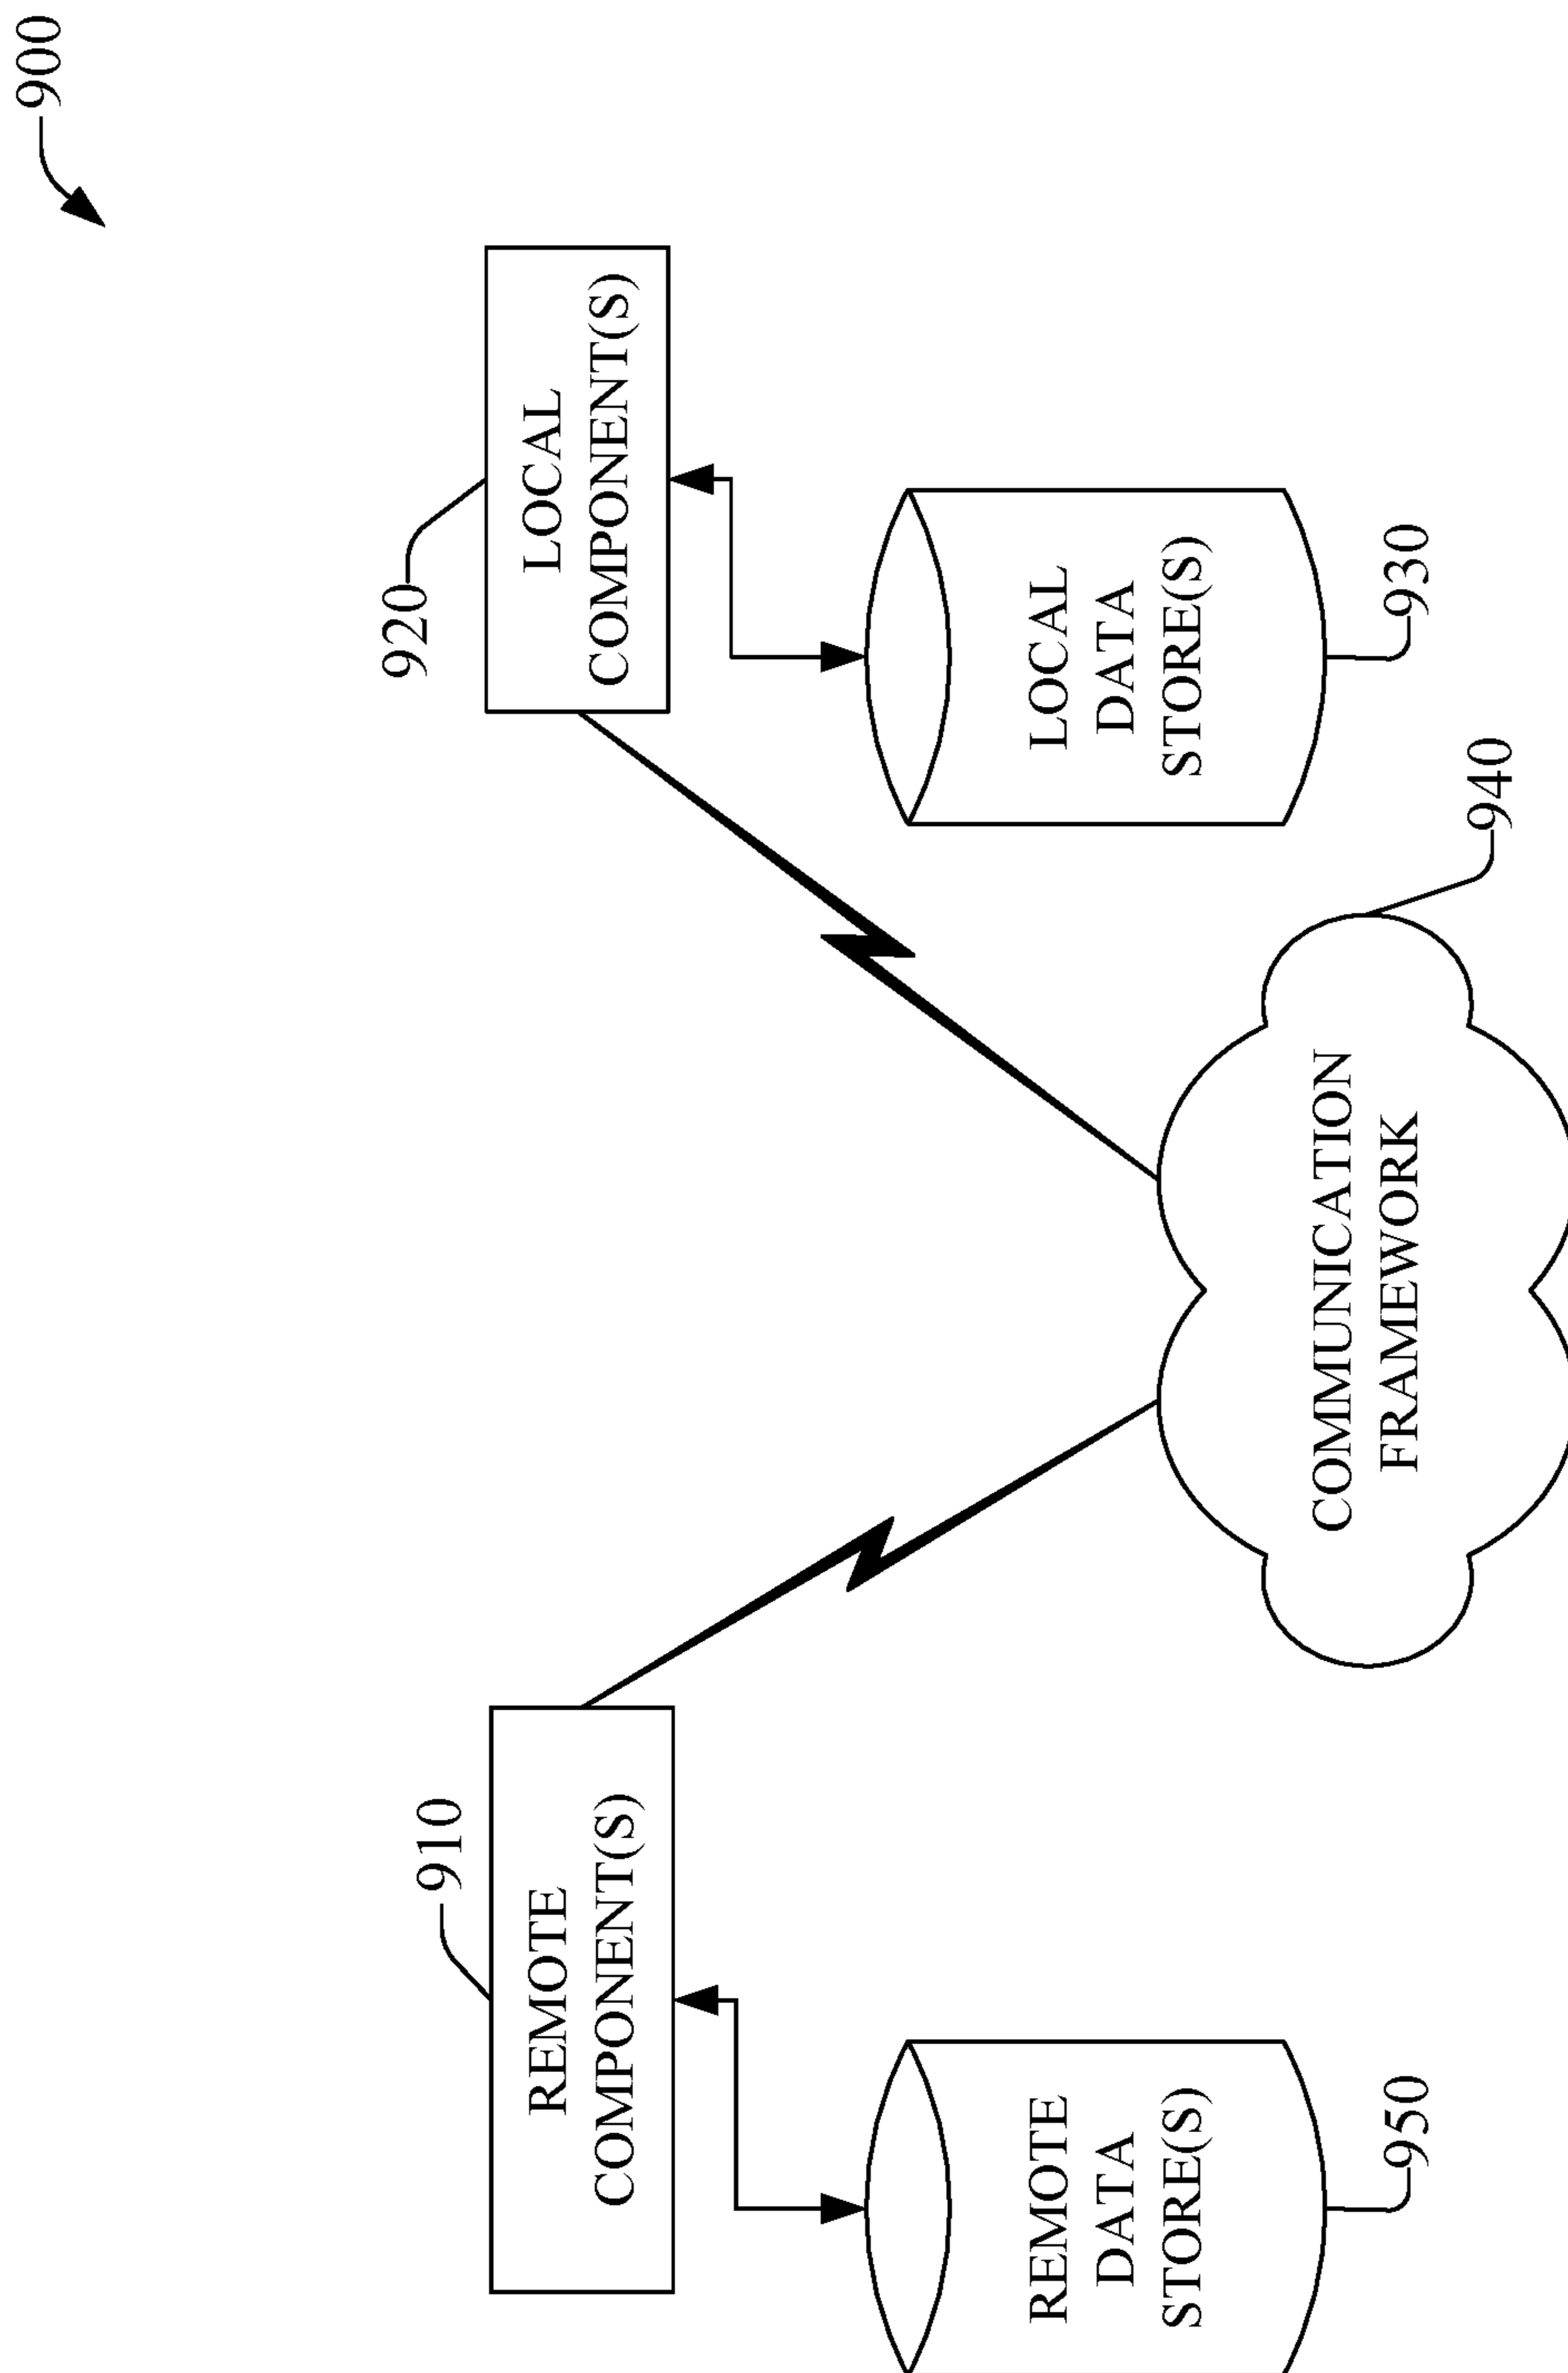 900
910
REMOTE
COMPONENT(S)
920
LOCAL
COMPONENT(S)
REMOTE
DATA
STORE(S)
950
COMMUNICATION
FRAMEWORK
940
LOCAL
DATA
STORE(S)
930